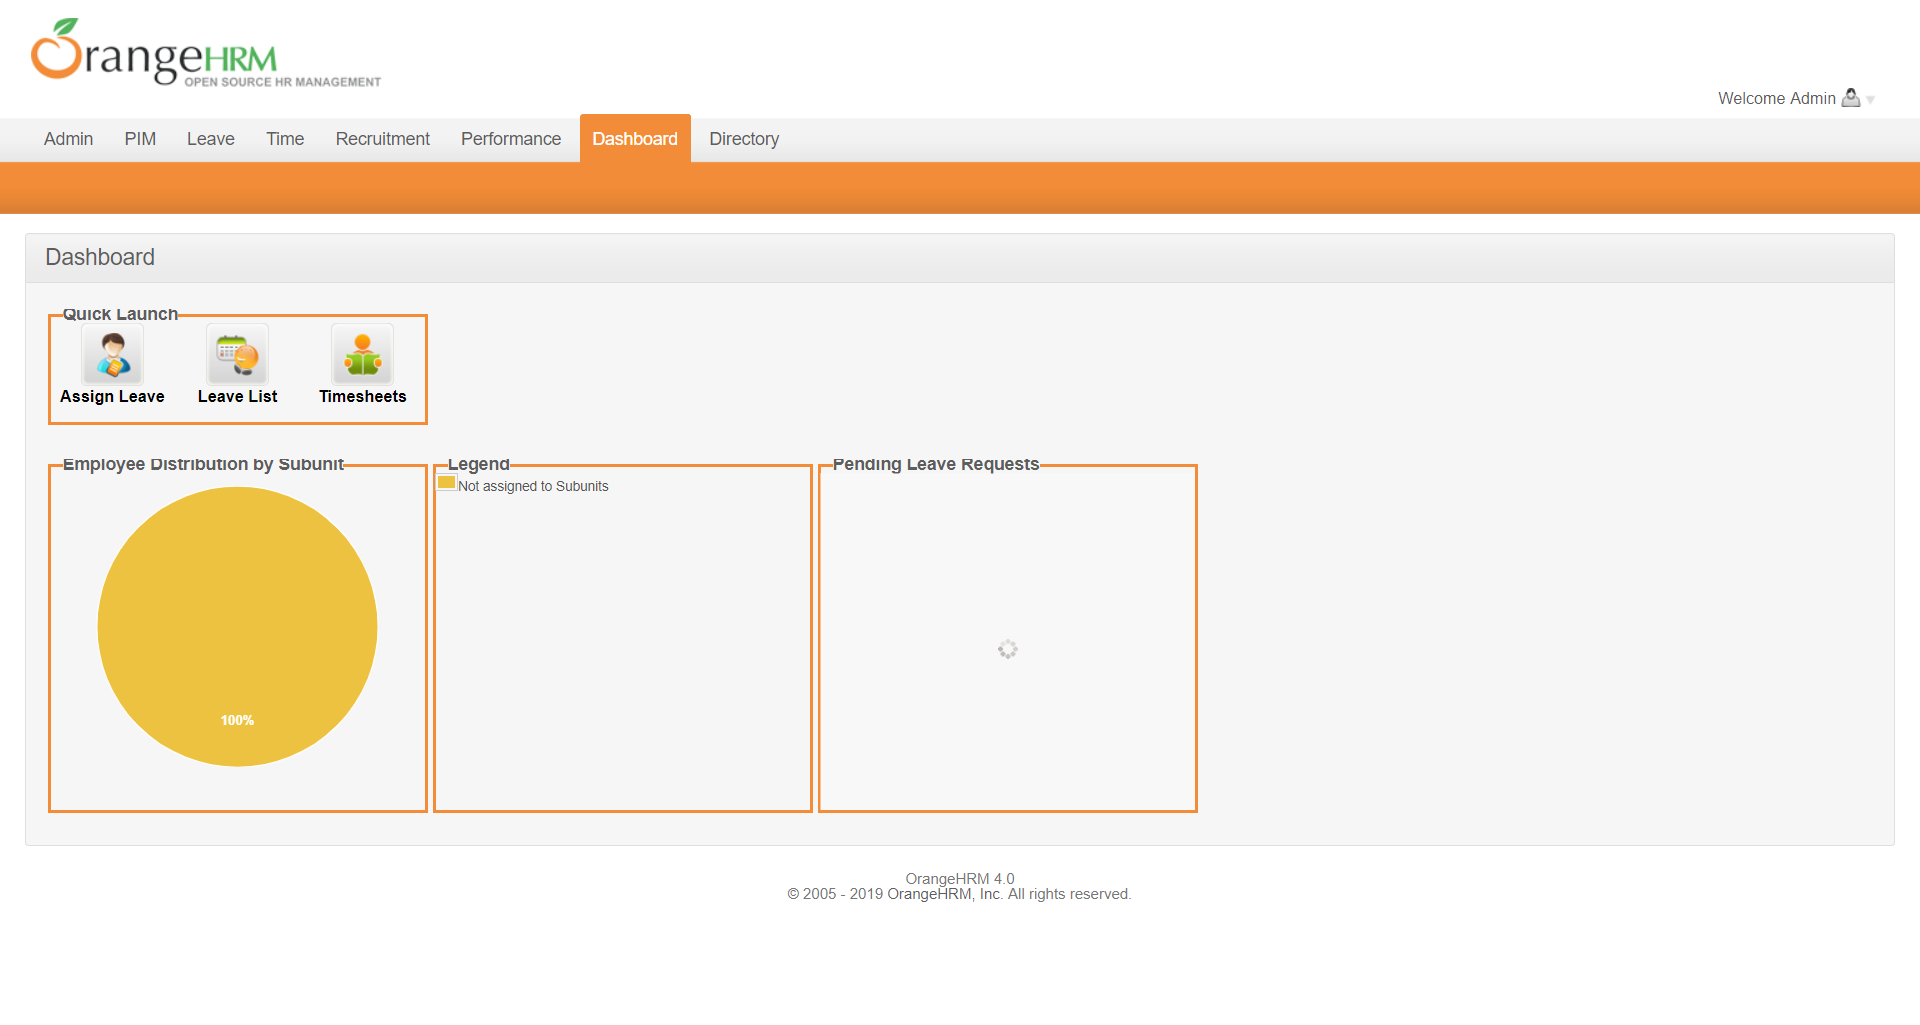 OrangeHRM
OPEN SOURCE HR MANAGEMENT
Welcome Admin
Admin PIM Leave Time Recruitment Performance Dashboard Directory
Dashboard
Quick Launch
Assign Leave Leave List Timesheets
Employee Distribution by Subunit Legend Pending Leave Requests
Not assigned to Subunits
100%
OrangeHRM 4.0
© 2005 - 2019 OrangeHRM, Inc. All rights reserved.